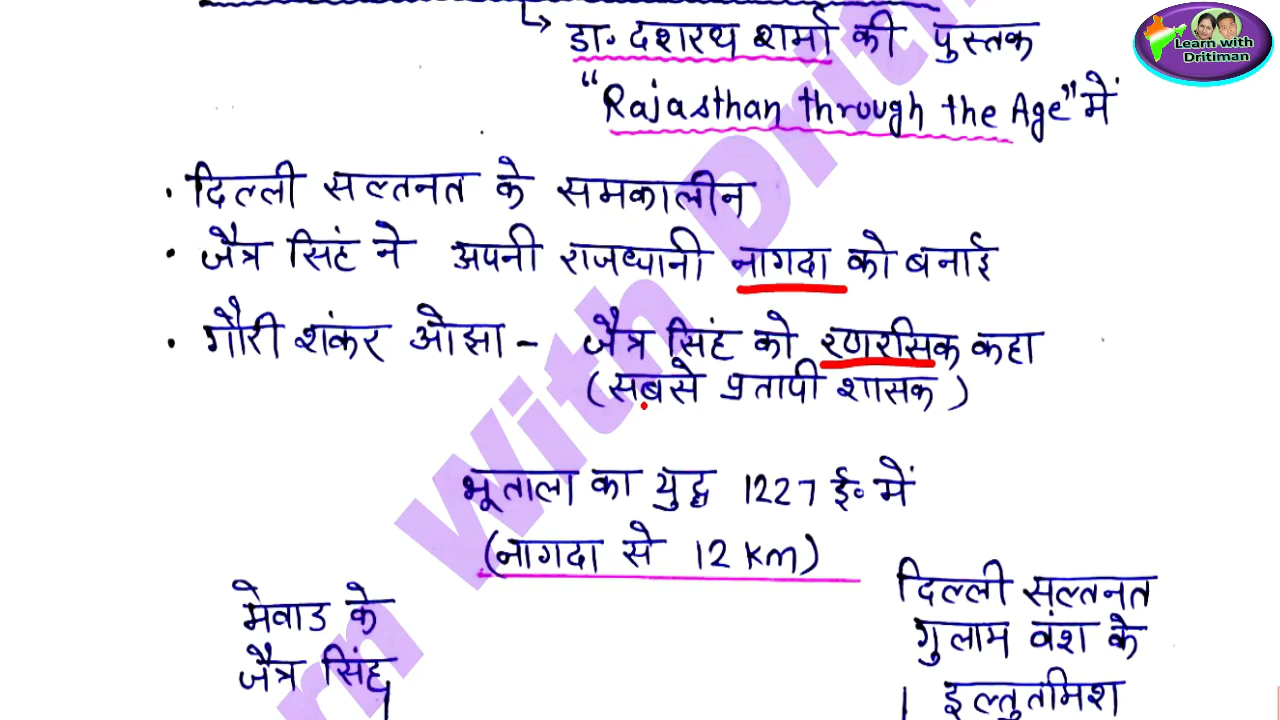 Learn with
Dritiman
डा॰ दशरथ शर्मा की पुस्तक
"Rajasthan through the Age" में
• दिल्ली सल्तनत के समकालीन
• जैत्र सिंह ने अपनी राजधानी नागदा को बनाई
• गौरी शंकर ओझा - जैत्र सिंह को रणरसिक कहा
(सबसे प्रतापी शासक)
भूताला का युद्ध 1227 ई॰ में
(नागदा से 12 km)
मेवाड के
जैत्र सिंह
दिल्ली सल्तनत
गुलाम वंश के
इल्तुतमिश